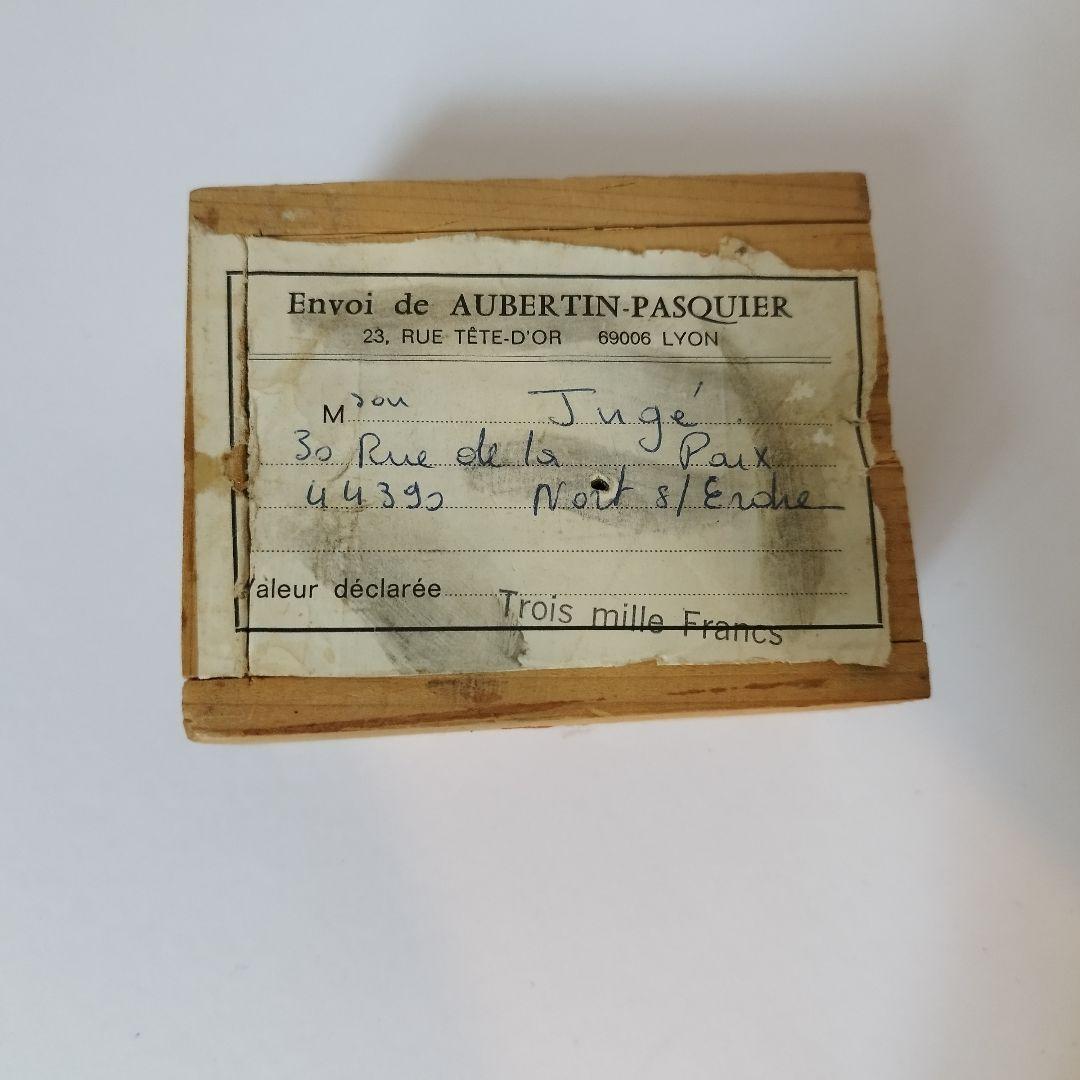 Envoi de AUBERTIN-PASQUIER
23, RUE TÊTE-D'OR 69006 LYON
Mson Jugé
30 Rue de la Paix
44390 Nort s/ Erdre
Valeur déclarée
Trois mille Francs